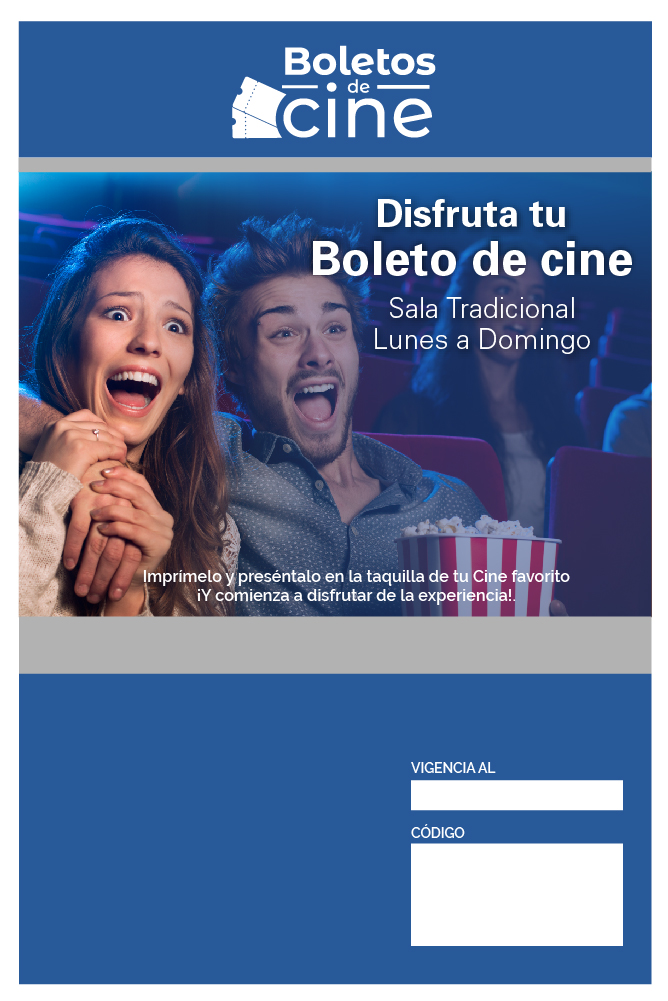 Boletos
de
cine
Disfruta tu
Boleto de cine
Sala Tradicional
Lunes a Domingo
Imprímelo y preséntalo en la taquilla de tu Cine favorito
¡Y comienza a disfrutar de la experiencia!.
VIGENCIA AL
CÓDIGO